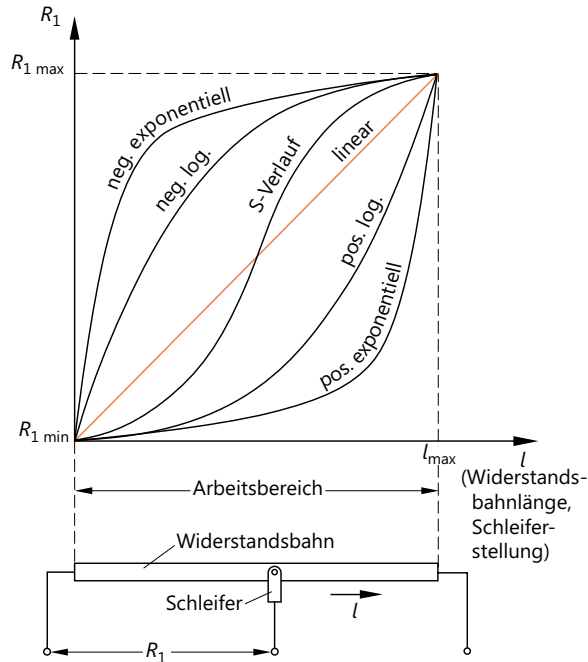 R₁
R₁ max
neg. exponentiell
neg. log.
S-Verlauf
linear
pos. log.
pos. exponentiell
R₁ min
l_max
l
(Widerstands-
bahnlänge,
Schleifer-
stellung)
Arbeitsbereich
Widerstandsbahn
Schleifer
l
R₁